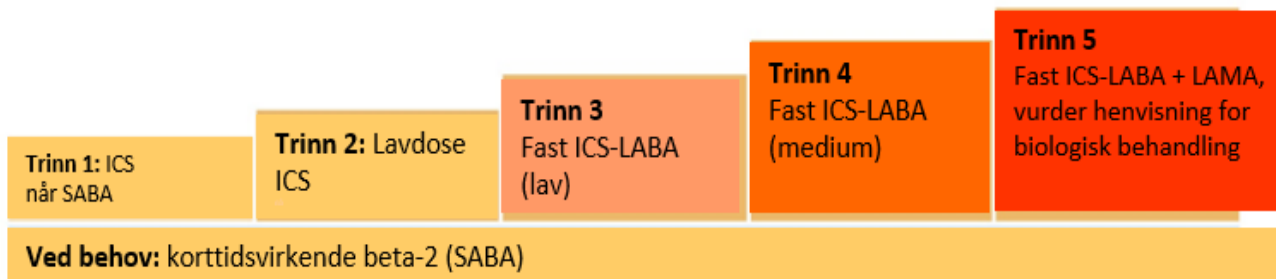 Trinn 1: ICS
når SABA
Trinn 2: Lavdose
ICS
Trinn 3
Fast ICS-LABA
(lav)
Trinn 4
Fast ICS-LABA
(medium)
Trinn 5
Fast ICS-LABA + LAMA,
vurder henvisning for
biologisk behandling
Ved behov: korttidsvirkende beta-2 (SABA)